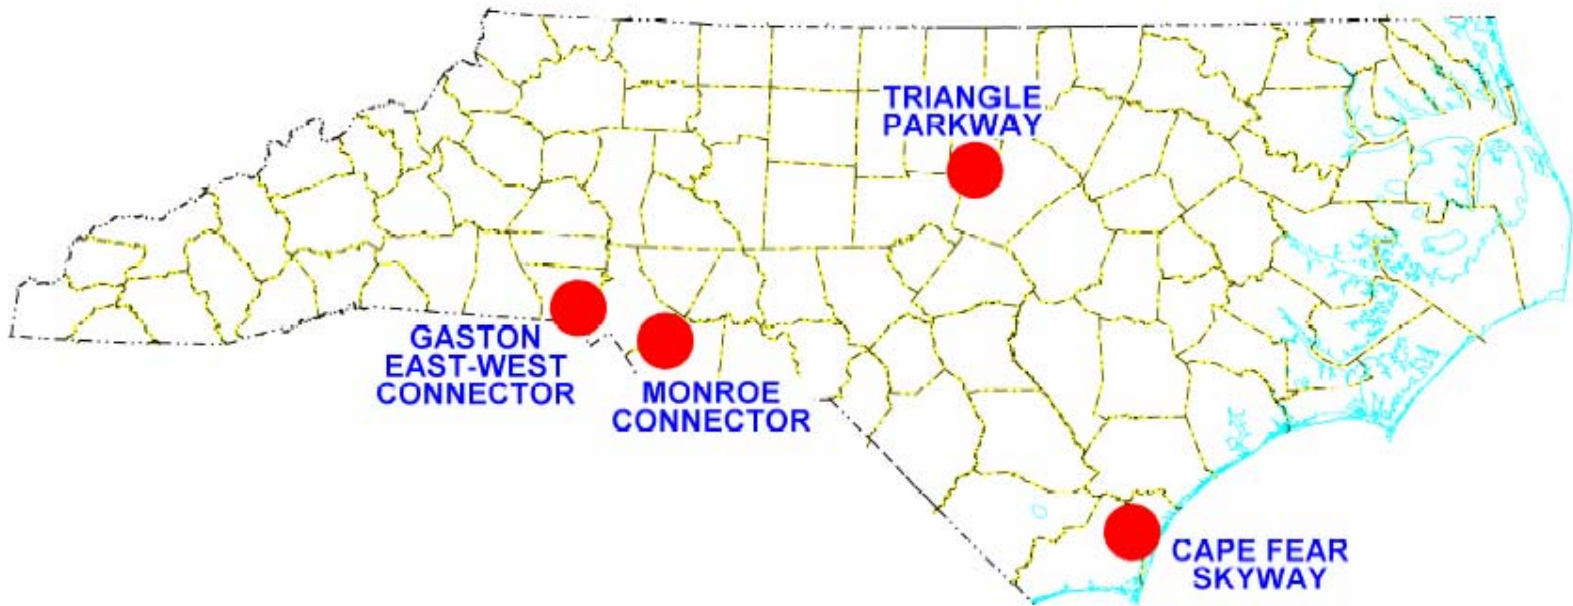 TRIANGLE
PARKWAY
GASTON
EAST-WEST
CONNECTOR
MONROE
CONNECTOR
CAPE FEAR
SKYWAY